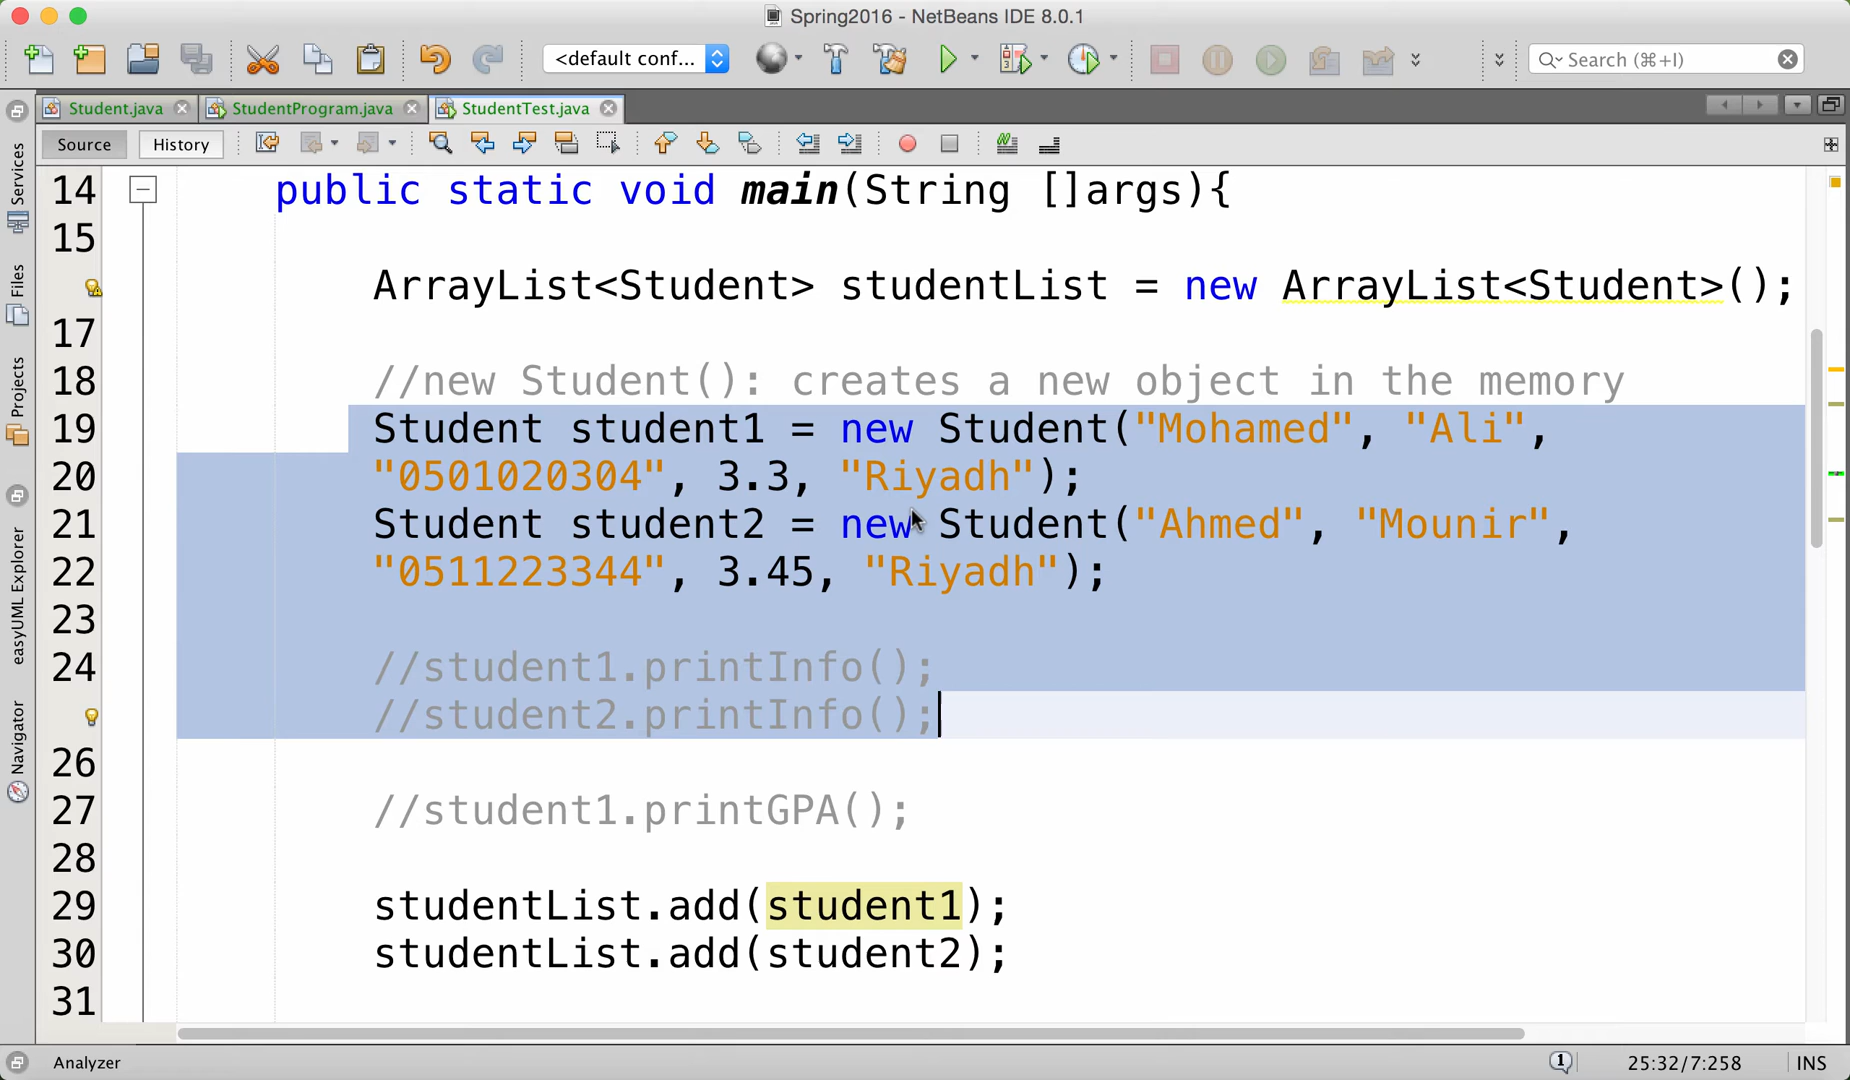 Spring2016 - NetBeans IDE 8.0.1
<default conf...
Search (⌘+I)
Student.java
StudentProgram.java
StudentTest.java
Source
History
Services
Files
Projects
easyUML Explorer
Navigator
14 public static void main(String []args){
15
ArrayList<Student> studentList = new ArrayList<Student>();
17
18 //new Student(): creates a new object in the memory
19 Student student1 = new Student("Mohamed", "Ali",
20 "0501020304", 3.3, "Riyadh");
21 Student student2 = new Student("Ahmed", "Mounir",
22 "0511223344", 3.45, "Riyadh");
23
24 //student1.printInfo();
//student2.printInfo();
26
27 //student1.printGPA();
28
29 studentList.add(student1);
30 studentList.add(student2);
31
Analyzer
1
25:32/7:258
INS